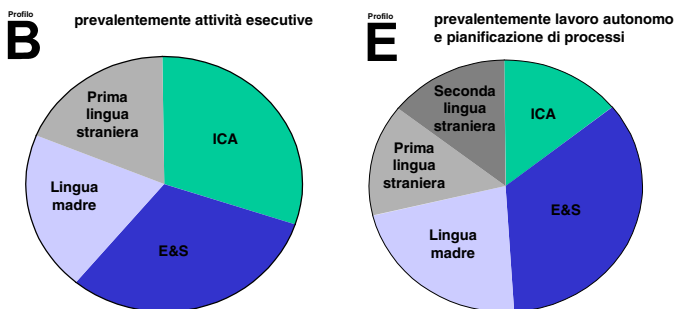 Profilo
B
prevalentemente attività esecutive
Prima
lingua
straniera
ICA
Lingua
madre
E&S
Profilo
E
prevalentemente lavoro autonomo
e pianificazione di processi
Seconda
lingua
straniera
ICA
Prima
lingua
straniera
E&S
Lingua
madre